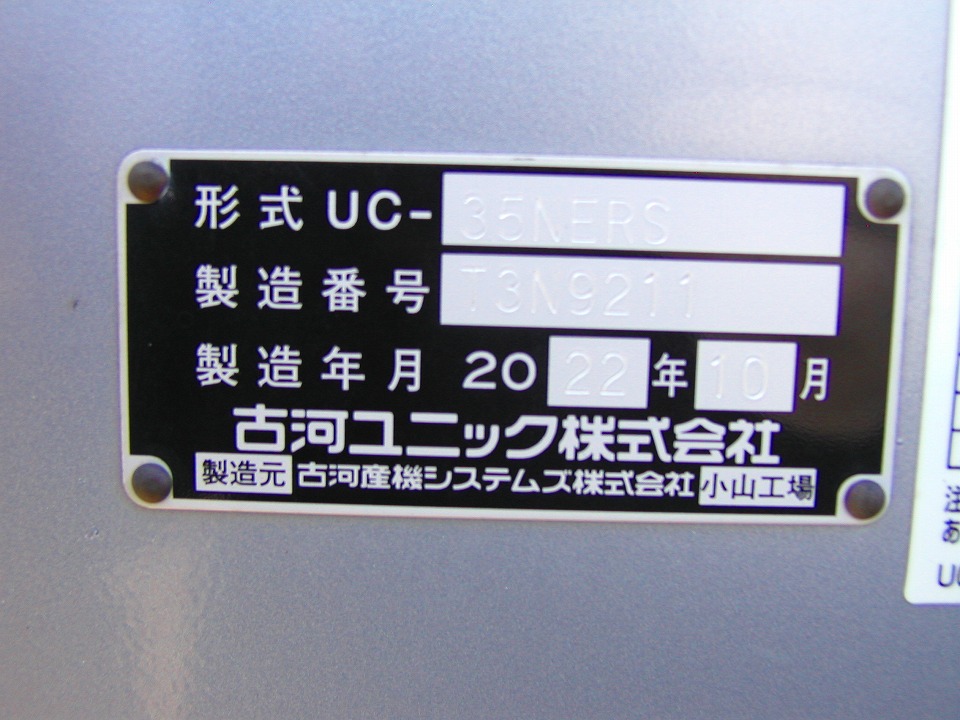 形式 UC-35NERS
製造番号 T3N9211
製造年月 2022年10月
古河ユニック株式会社
製造元 古河産機システムズ株式会社 小山工場
注
あ